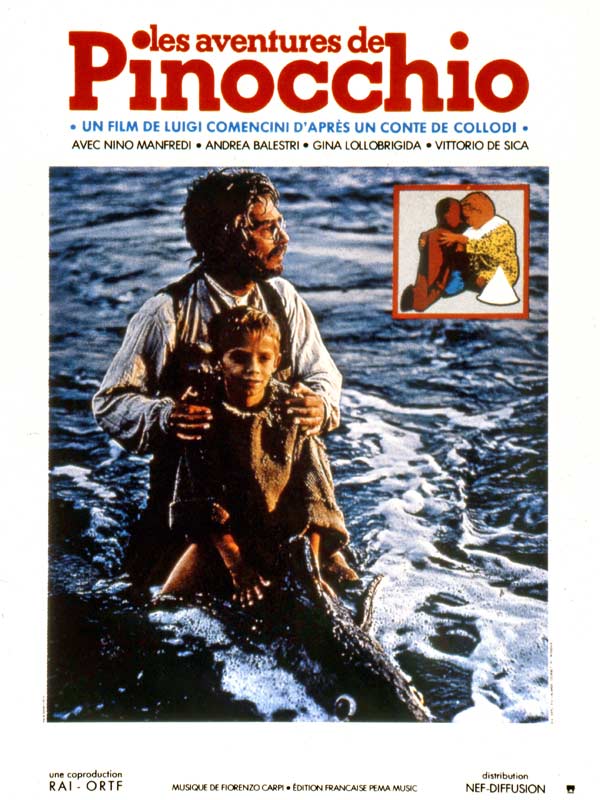 les aventures de
Pinocchio
• UN FILM DE LUIGI COMENCINI D'APRÈS UN CONTE DE COLLODI •
AVEC NINO MANFREDI • ANDREA BALESTRI • GINA LOLLOBRIGIDA • VITTORIO DE SICA
une coproduction
RAI - ORTF
MUSIQUE DE FIORENZO CARPI • ÉDITION FRANCAISE PEMA MUSIC
distribution
NEF-DIFFUSION